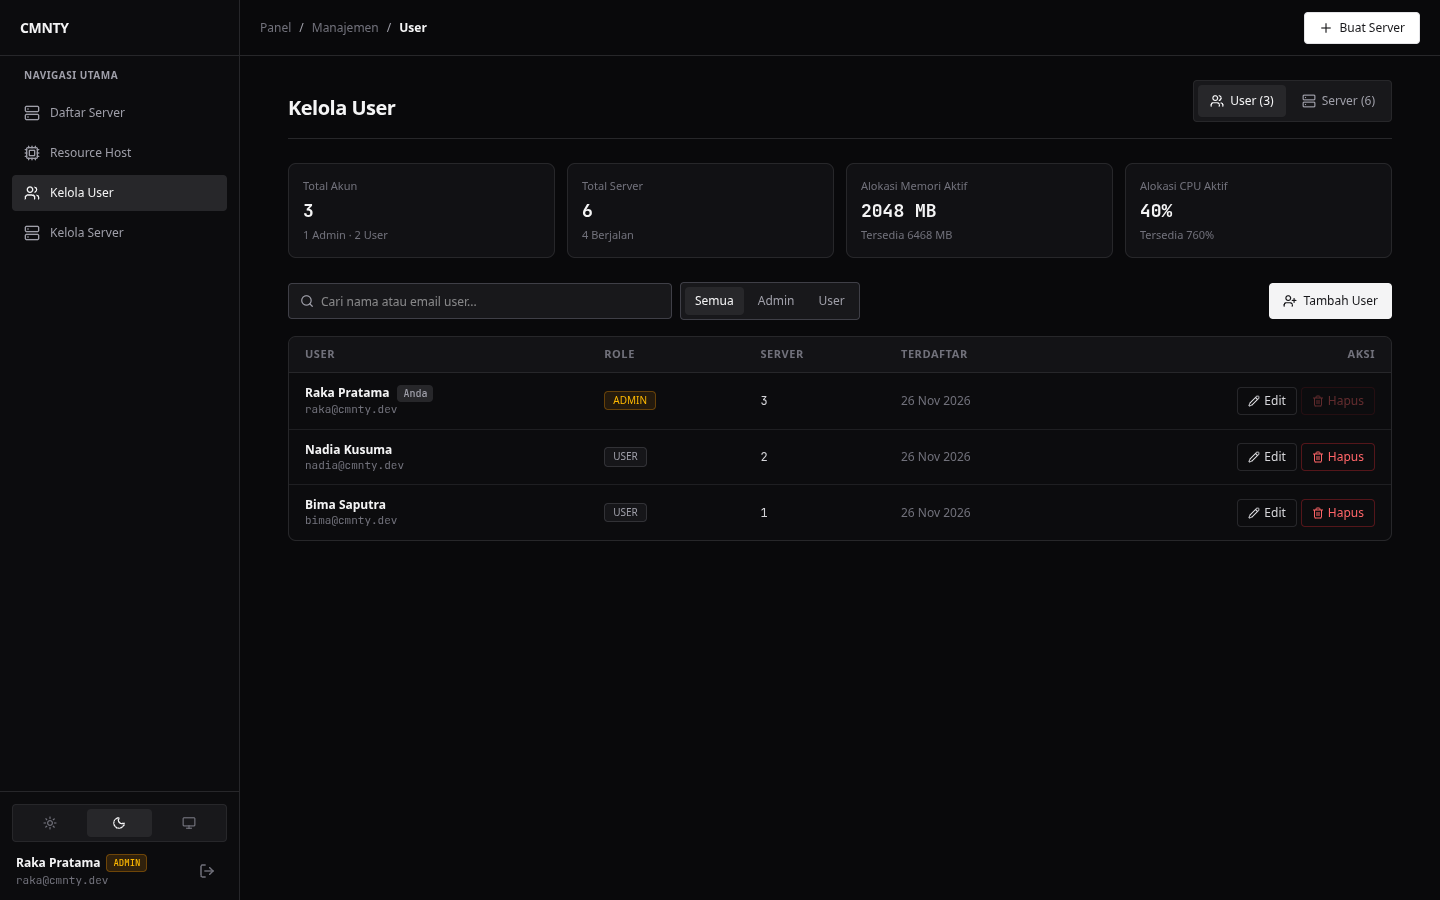 CMNTY
Panel / Manajemen / User
Buat Server
NAVIGASI UTAMA
Daftar Server
Resource Host
Kelola User
Kelola Server
Kelola User
User (3)
Server (6)
Total Akun
3
1 Admin · 2 User
Total Server
6
4 Berjalan
Alokasi Memori Aktif
2048 MB
Tersedia 6468 MB
Alokasi CPU Aktif
40%
Tersedia 760%
Cari nama atau email user...
Semua
Admin
User
Tambah User
USER ROLE SERVER TERDAFTAR AKSI
Raka Pratama Anda
raka@cmnty.dev
ADMIN 3 26 Nov 2026 Edit Hapus
Nadia Kusuma
nadia@cmnty.dev
USER 2 26 Nov 2026 Edit Hapus
Bima Saputra
bima@cmnty.dev
USER 1 26 Nov 2026 Edit Hapus
Raka Pratama ADMIN
raka@cmnty.dev